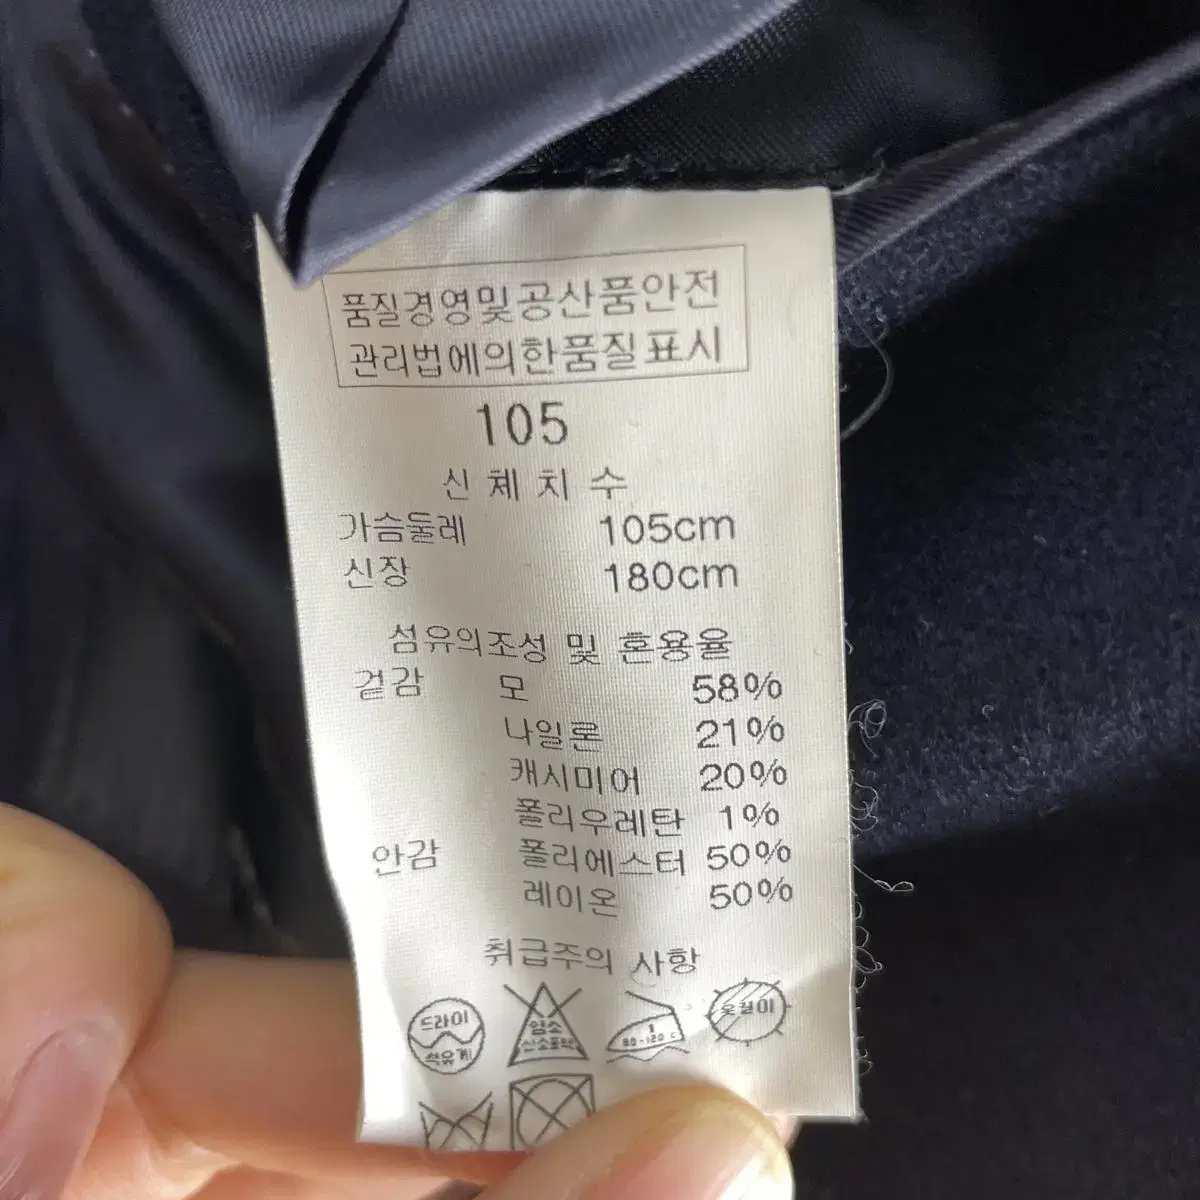 품질경영및공산품안전
관리법에의한품질표시
105
신체치수
가슴둘레 105cm
신장 180cm
섬유의조성 및 혼용율
겉감 모 58%
나일론 21%
캐시미어 20%
폴리우레탄 1%
안감 폴리에스터 50%
레이온 50%
취급주의 사항
드라이
석유계
염소
산소표백
80-120 C
옷걸이